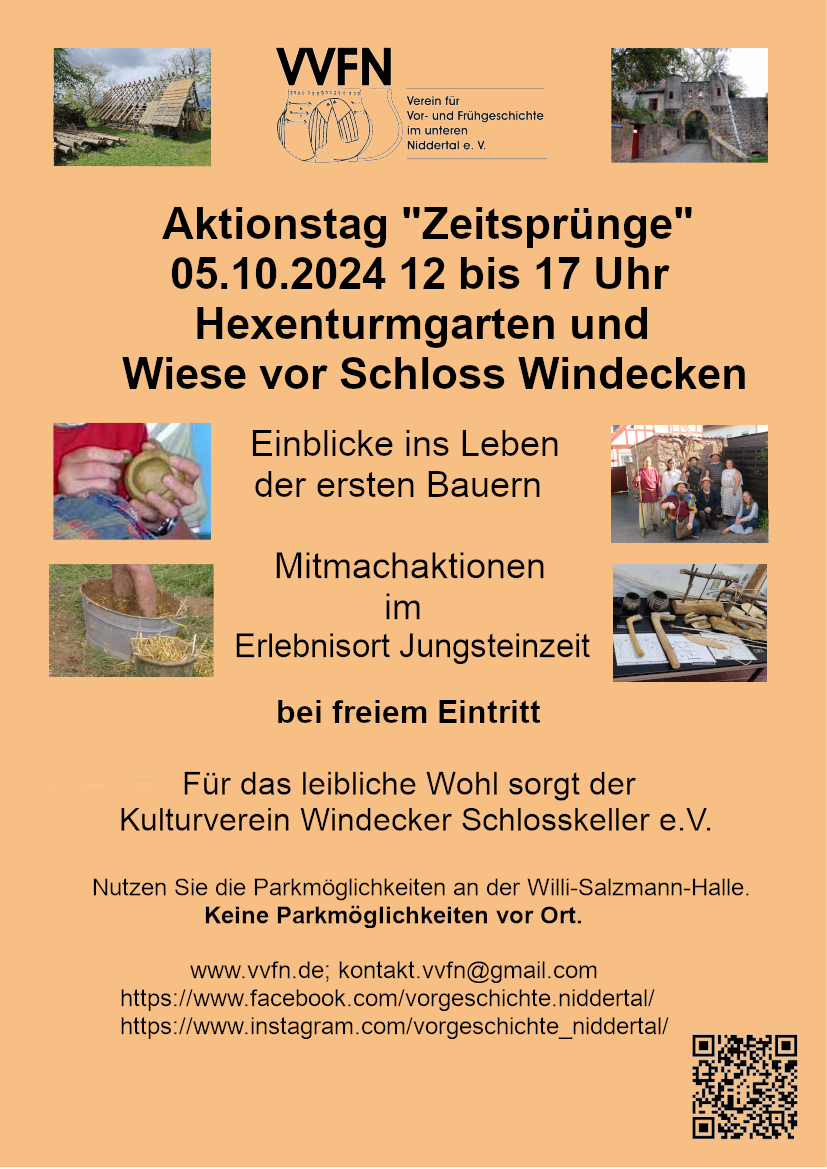 VVFN
Verein für
Vor- und Frühgeschichte
im unteren
Niddertal e. V.
Aktionstag "Zeitsprünge"
05.10.2024 12 bis 17 Uhr
Hexenturmgarten und
Wiese vor Schloss Windecken
Einblicke ins Leben
der ersten Bauern
Mitmachaktionen
im
Erlebnisort Jungsteinzeit
bei freiem Eintritt
Für das leibliche Wohl sorgt der
Kulturverein Windecker Schlosskeller e.V.
Nutzen Sie die Parkmöglichkeiten an der Willi-Salzmann-Halle.
Keine Parkmöglichkeiten vor Ort.
www.vvfn.de; kontakt.vvfn@gmail.com
https://www.facebook.com/vorgeschichte.niddertal/
https://www.instagram.com/vorgeschichte_niddertal/